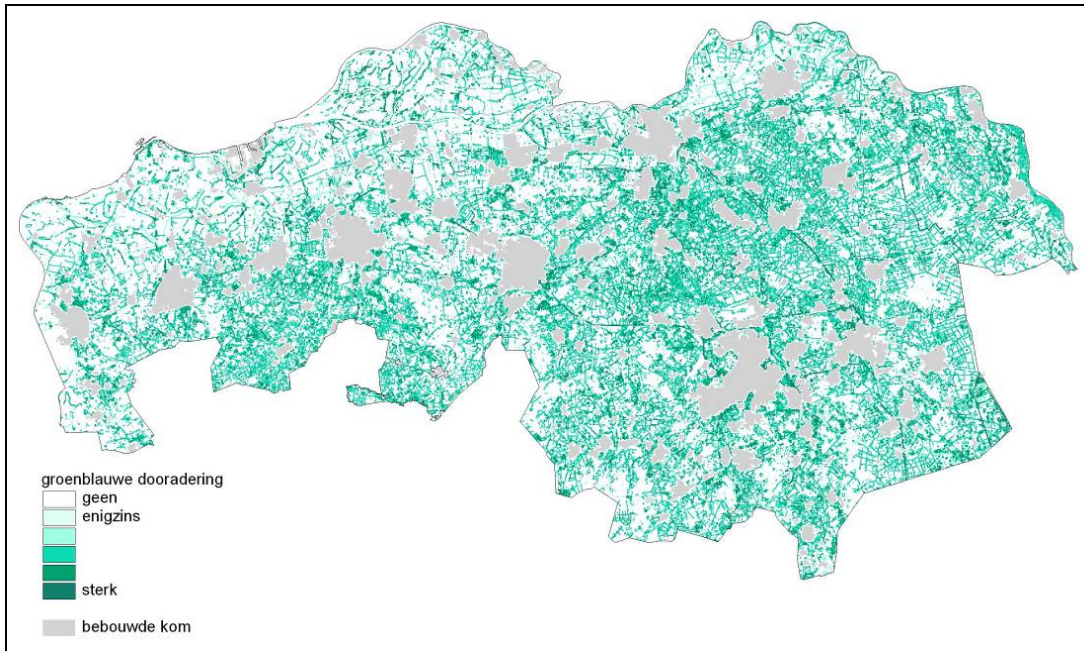 groenblauwe dooradering
geen
enigzins
sterk
bebouwde kom